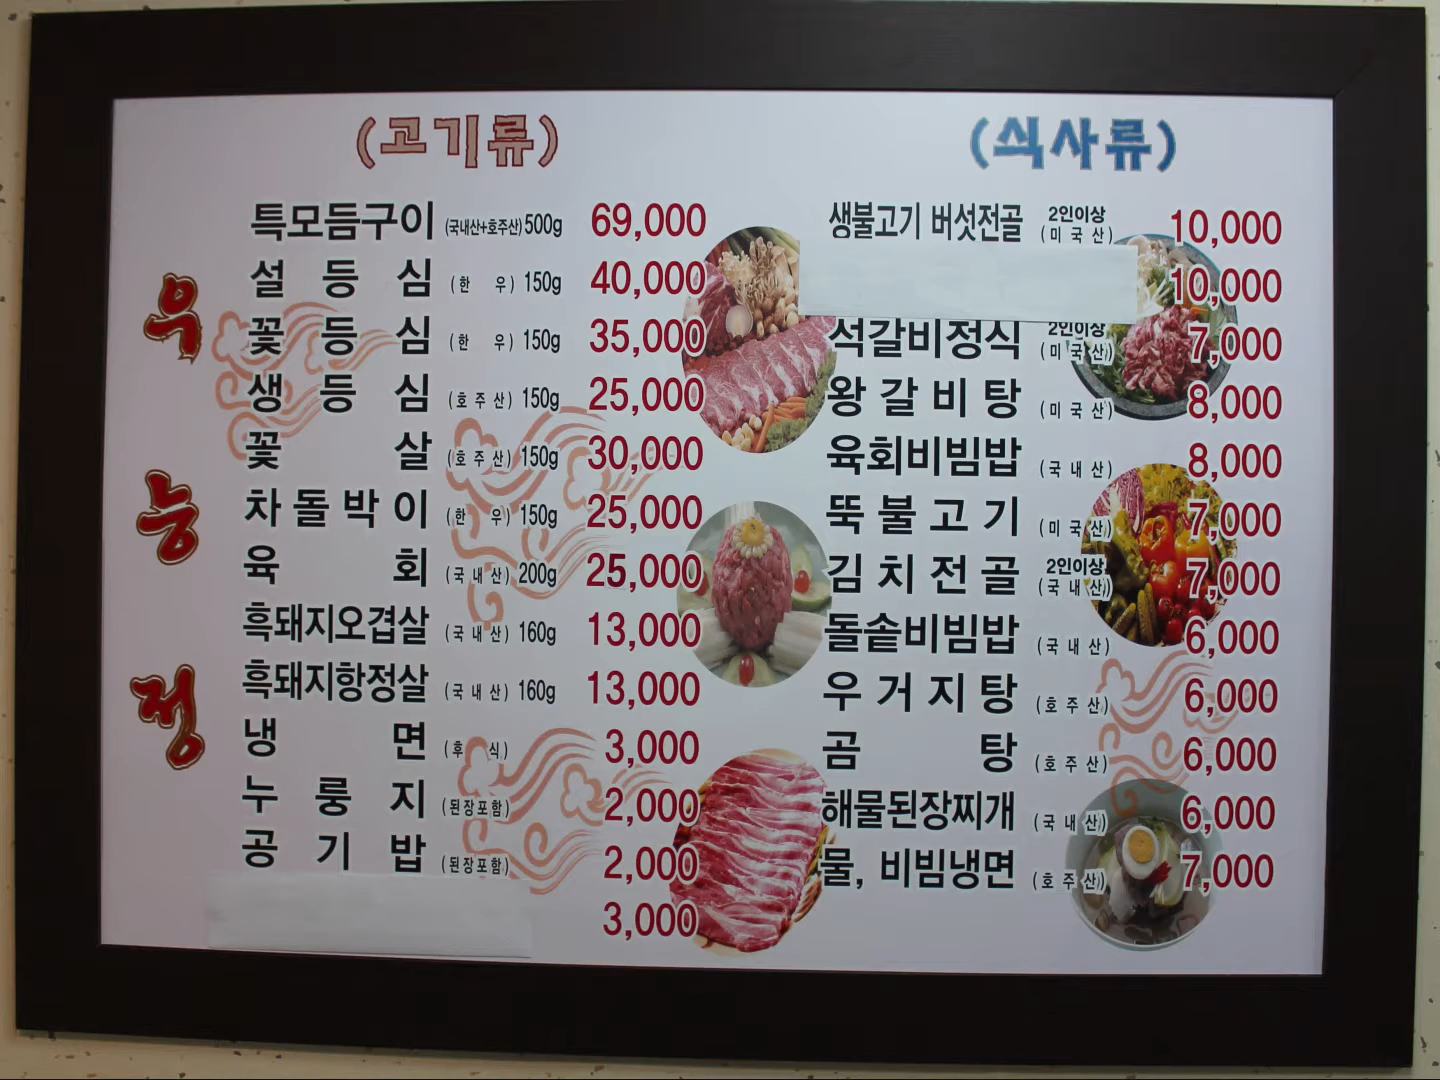 우능정
(고기류)
특모듬구이 (국내산+호주산) 500g 69,000
설등심 (한우) 150g 40,000
꽃등심 (한우) 150g 35,000
생등심 (호주산) 150g 25,000
꽃살 (호주산) 150g 30,000
차돌박이 (한우) 150g 25,000
육회 (국내산) 200g 25,000
흑돼지오겹살 (국내산) 160g 13,000
흑돼지항정살 (국내산) 160g 13,000
냉면 (후식) 3,000
누룽지 (된장포함) 2,000
공기밥 (된장포함) 2,000
3,000
(식사류)
생불고기 버섯전골 2인이상 (미국산) 10,000
10,000
석갈비정식 2인이상 (미국산) 7,000
왕갈비탕 (미국산) 8,000
육회비빔밥 (국내산) 8,000
뚝불고기 (미국산) 7,000
김치전골 2인이상 (국내산) 7,000
돌솥비빔밥 (국내산) 6,000
우거지탕 (호주산) 6,000
곰탕 (호주산) 6,000
해물된장찌개 (국내산) 6,000
물, 비빔냉면 (호주산) 7,000